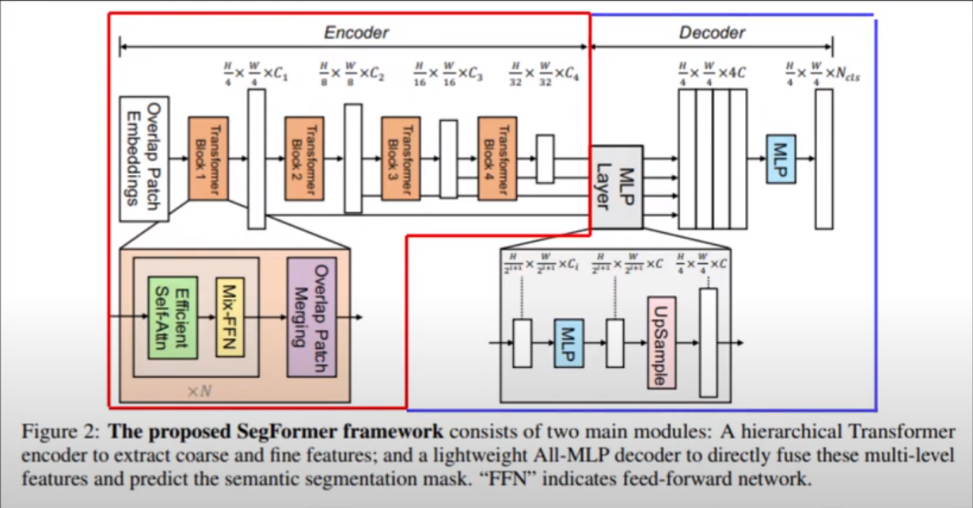 Encoder
Decoder
H/4 × W/4 ×C₁
H/8 × W/8 ×C₂
H/16 × W/16 ×C₃
H/32 × W/32 ×C₄
H/4 × W/4 ×4C
H/4 × W/4 ×N_cls
Overlap Patch
Embeddings
Transformer
Block 1
Transformer
Block 2
Transformer
Block 3
Transformer
Block 4
MLP
Layer
MLP
Efficient
Self-Attn
Mix-FFN
Overlap Patch
Merging
×N
H/2^(i+1) × W/2^(i+1) ×C_i
H/2^(i+1) × W/2^(i+1) ×C
H/4 × W/4 ×C
MLP
UpSample
Figure 2: The proposed SegFormer framework consists of two main modules: A hierarchical Transformer
encoder to extract coarse and fine features; and a lightweight All-MLP decoder to directly fuse these multi-level
features and predict the semantic segmentation mask. “FFN” indicates feed-forward network.